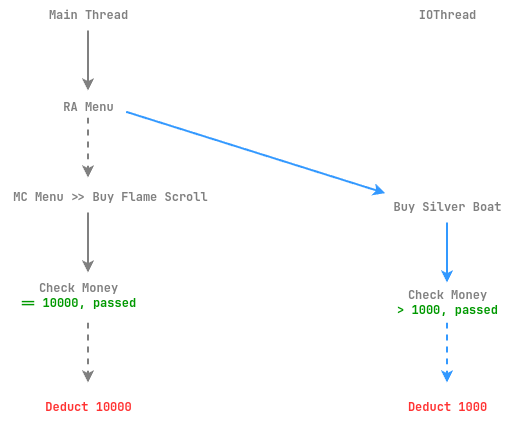 Main Thread
IOThread
RA Menu
MC Menu >> Buy Flame Scroll
Buy Silver Boat
Check Money
== 10000, passed
Check Money
> 1000, passed
Deduct 10000
Deduct 1000